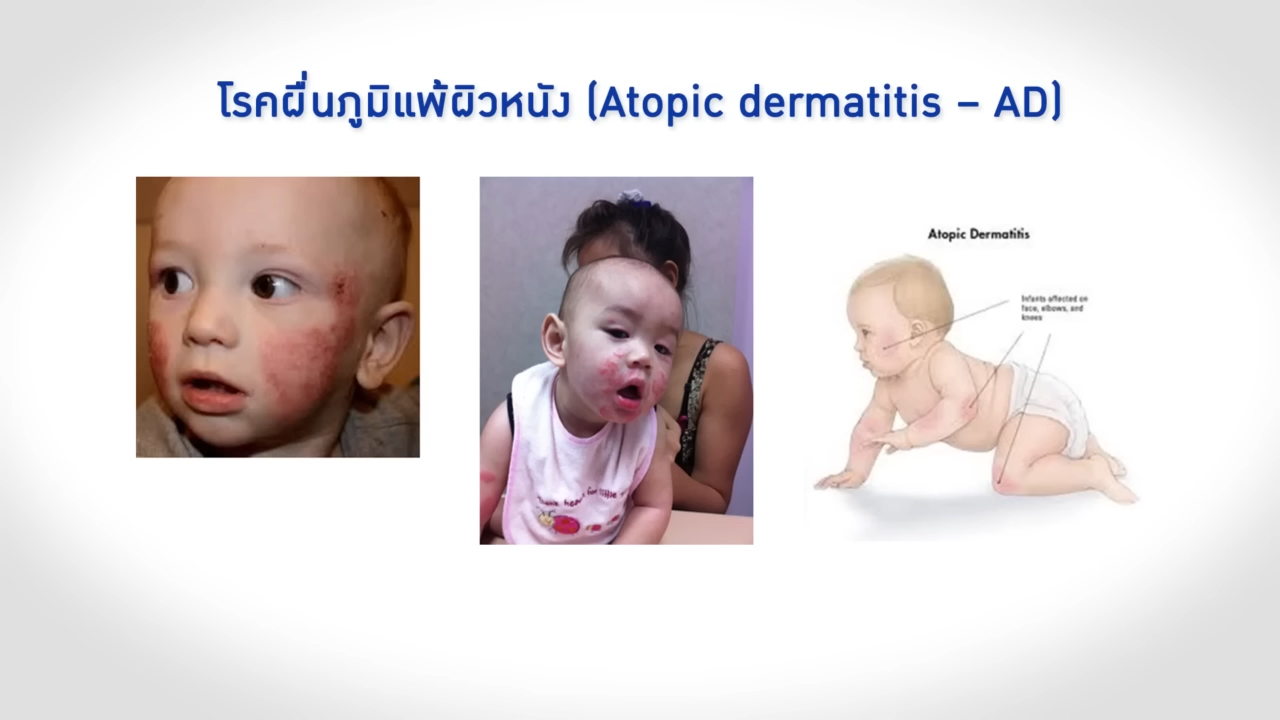 โรคผื่นภูมิแพ้ผิวหนัง (Atopic dermatitis – AD)
Atopic Dermatitis
Infants affected on
face, elbows, and
knees